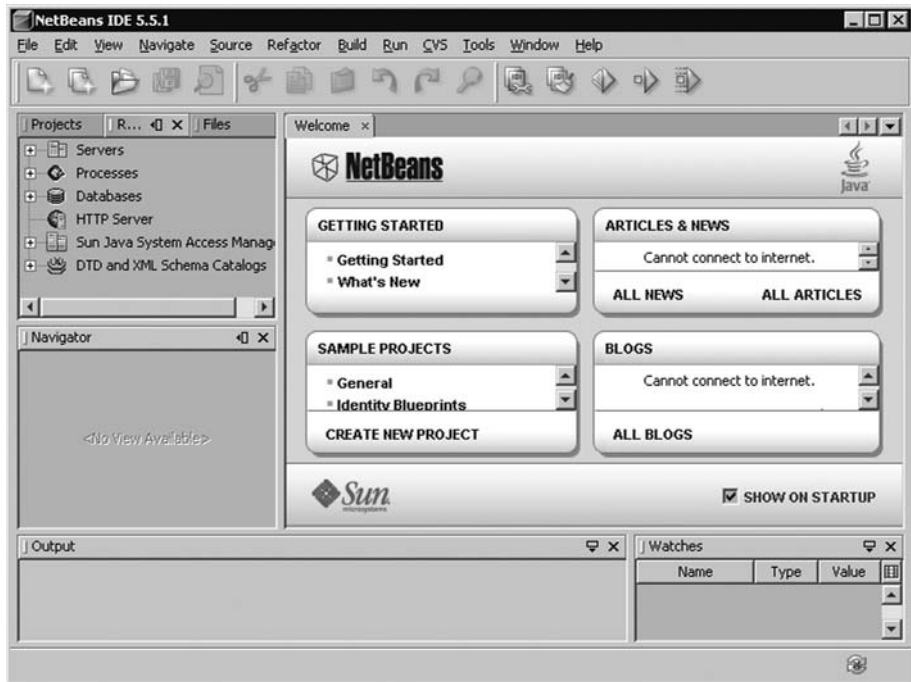 NetBeans IDE 5.5.1
File Edit View Navigate Source Refactor Build Run CVS Tools Window Help
Projects R... Files
Servers
Processes
Databases
HTTP Server
Sun Java System Access Manag
DTD and XML Schema Catalogs
Navigator
<No View Available>
Welcome
NetBeans
Java
GETTING STARTED
Getting Started
What's New
ARTICLES & NEWS
Cannot connect to internet.
ALL NEWS ALL ARTICLES
SAMPLE PROJECTS
General
Identity Blueprints
CREATE NEW PROJECT
BLOGS
Cannot connect to internet.
ALL BLOGS
Sun
microsystems
SHOW ON STARTUP
Output
Watches
Name Type Value